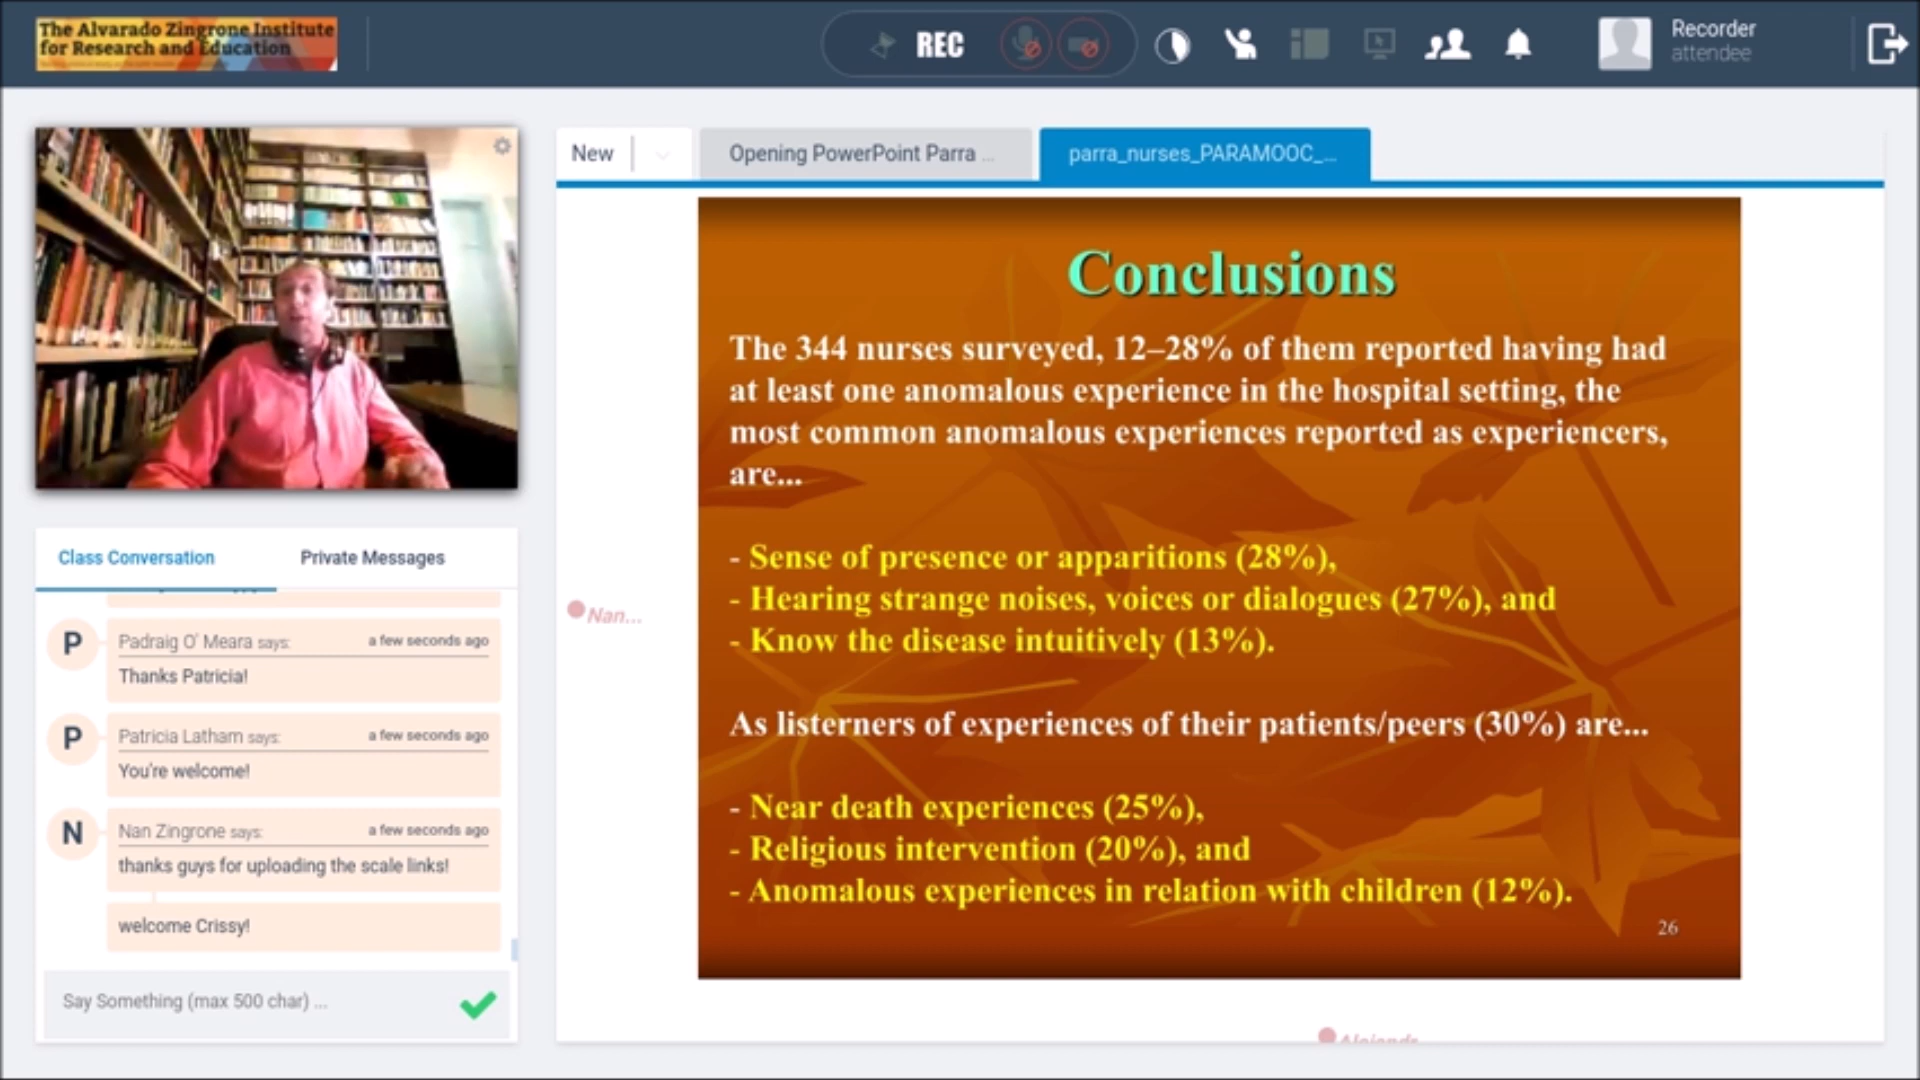 The Alvarado Zingrone Institute
for Research and Education
REC
Recorder
attendee
New
Opening PowerPoint Parra ...
parra_nurses_PARAMOOC_...
Class Conversation
Private Messages
Padraig O' Meara says:
a few seconds ago
Thanks Patricia!
Patricia Latham says:
a few seconds ago
You're welcome!
Nan Zingrone says:
a few seconds ago
thanks guys for uploading the scale links!
welcome Crissy!
P
P
N
Say Something (max 500 char) ...
Nan...
Conclusions
The 344 nurses surveyed, 12–28% of them reported having had
at least one anomalous experience in the hospital setting, the
most common anomalous experiences reported as experiencers,
are...
- Sense of presence or apparitions (28%),
- Hearing strange noises, voices or dialogues (27%), and
- Know the disease intuitively (13%).
As listerners of experiences of their patients/peers (30%) are...
- Near death experiences (25%),
- Religious intervention (20%), and
- Anomalous experiences in relation with children (12%).
26